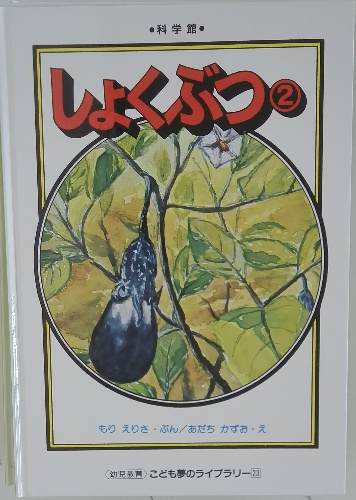 •科学館•
しょくぶつ②
もり えりさ・ぶん／あだち かずお・え
(幼児教育) こども夢のライブラリー23